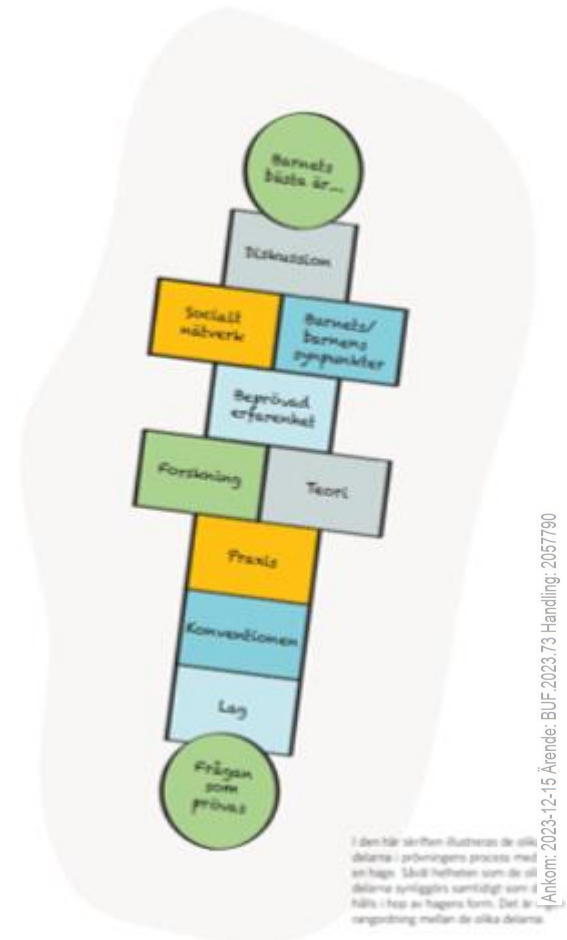 Barnets
bästa är...
Diskussion
Socialt
nätverk
Barnets/
barnens
synpunkter
Beprövad
erfarenhet
Forskning
Teori
Praxis
Konventionen
Lag
Frågan
som
prövas
I den här skriften illustreras de
delarna i prövningens process med
en hage. Såväl helheten som de
delarna synliggörs samtidigt som
hålls i hop av hagens form. Det är
rangordning mellan de olika delarna.
Ankom: 2023-12-15 Ärende: BUF.2023.73 Handling: 2057790